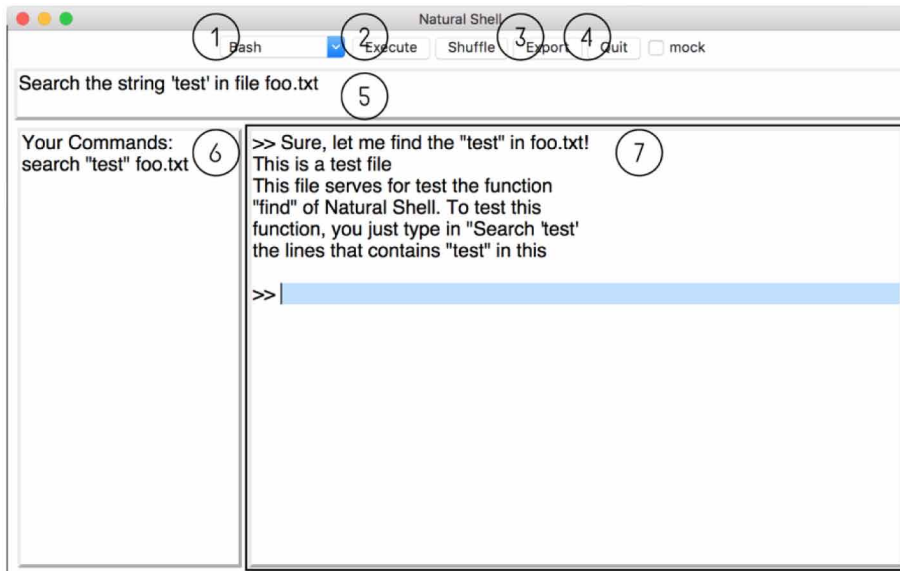 Natural Shell
1 Bash 2 Execute Shuffle 3 Export 4 Quit mock
Search the string 'test' in file foo.txt
5
Your Commands:
search "test" foo.txt
6
>> Sure, let me find the "test" in foo.txt!
This is a test file
This file serves for test the function
"find" of Natural Shell. To test this
function, you just type in "Search 'test'
the lines that contains "test" in this
>>
7